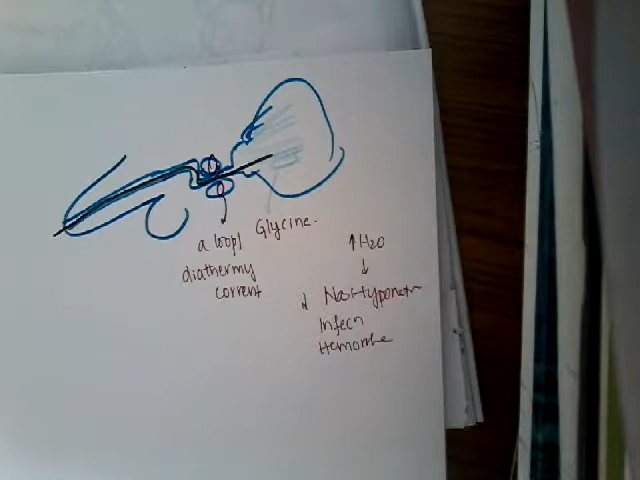 a loop| Glycine.
diathermy
current
↑H2O
↓
↓ Na+Hyponatr
Infecn
Hemorrhe